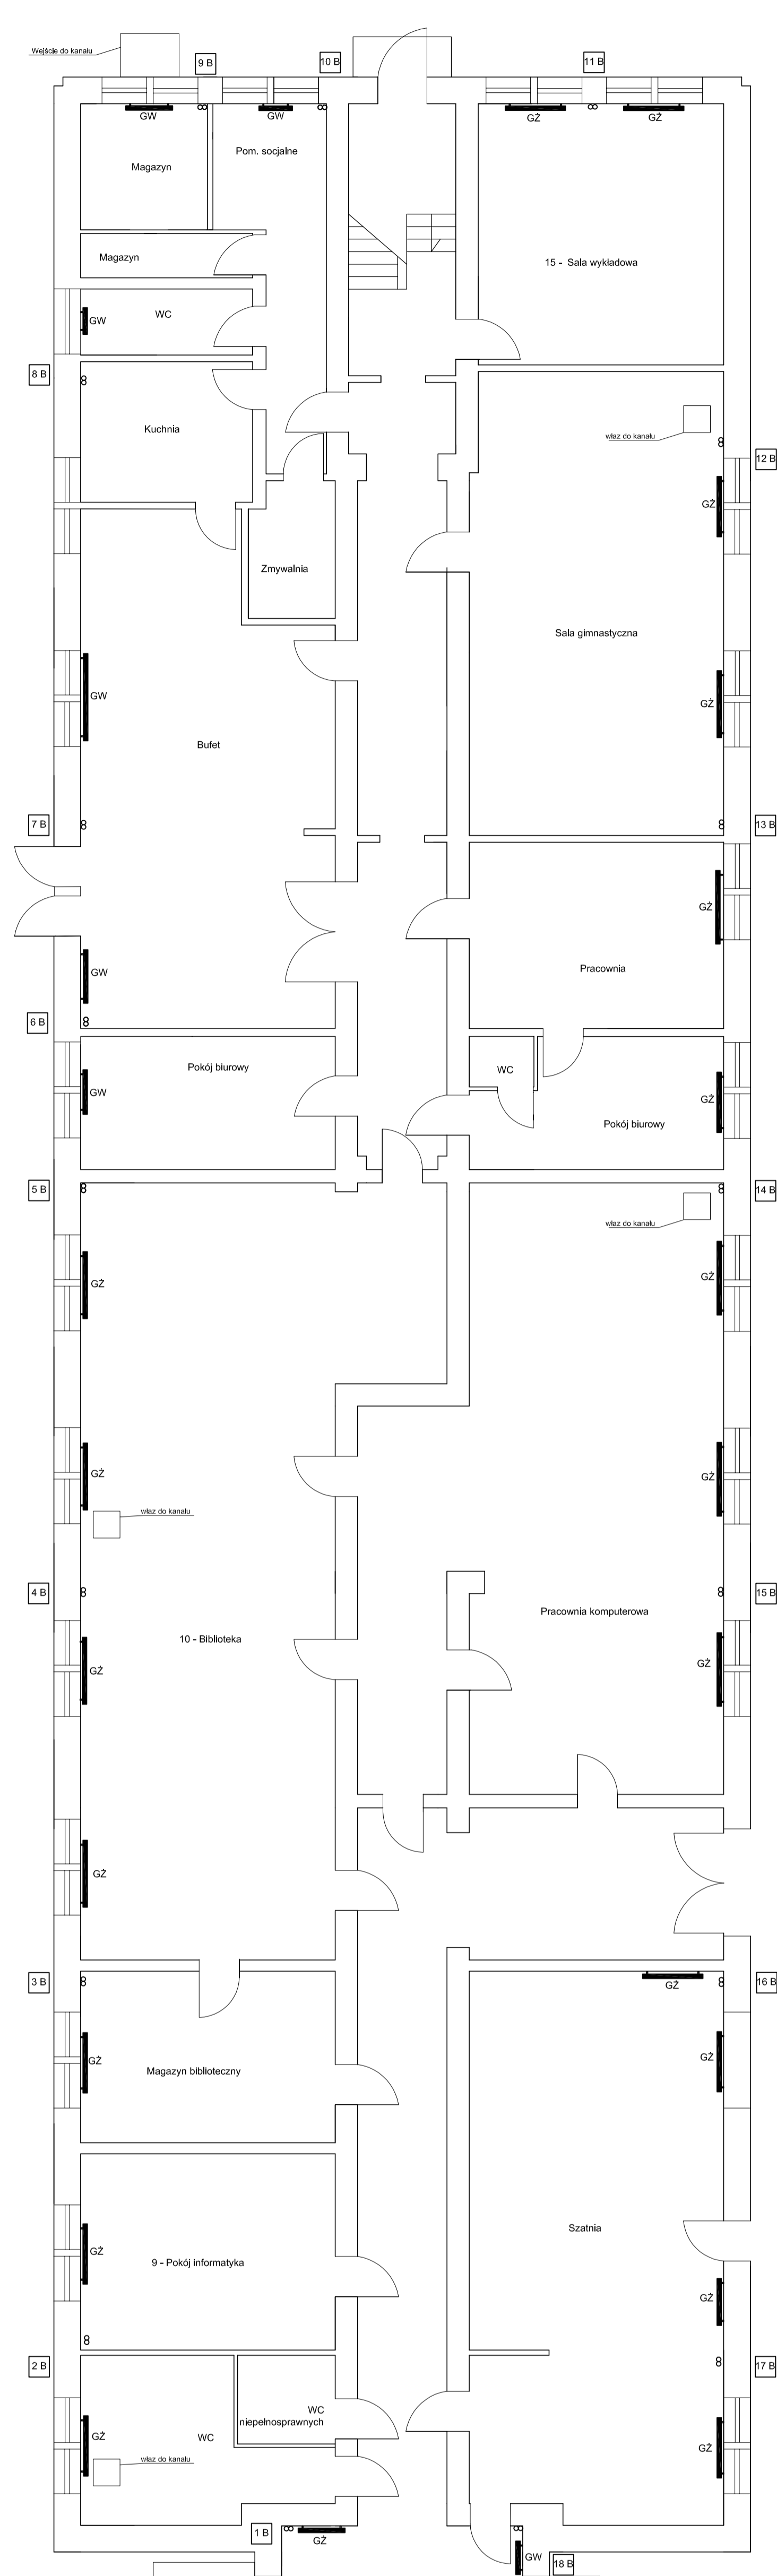 Wejście do kanału
9 B
10 B
11 B
GW
GW
GŻ
GŻ
Magazyn
Pom. socjalne
Magazyn
15 - Sala wykładowa
WC
GW
8 B
Kuchnia
właz do kanału
12 B
GŻ
Zmywalnia
Sala gimnastyczna
GW
GŻ
Bufet
7 B
13 B
GŻ
Pracownia
GW
6 B
Pokój biurowy
WC
GW
GŻ
Pokój biurowy
5 B
14 B
właz do kanału
GŻ
GŻ
GŻ
GŻ
właz do kanału
4 B
15 B
10 - Biblioteka
Pracownia komputerowa
GŻ
GŻ
GŻ
3 B
16 B
GŻ
GŻ
GŻ
Magazyn biblioteczny
Szatnia
GŻ
9 - Pokój informatyka
GŻ
2 B
17 B
WC
niepełnosprawnych
WC
GŻ
GŻ
właz do kanału
1 B
GŻ
GW
18 B